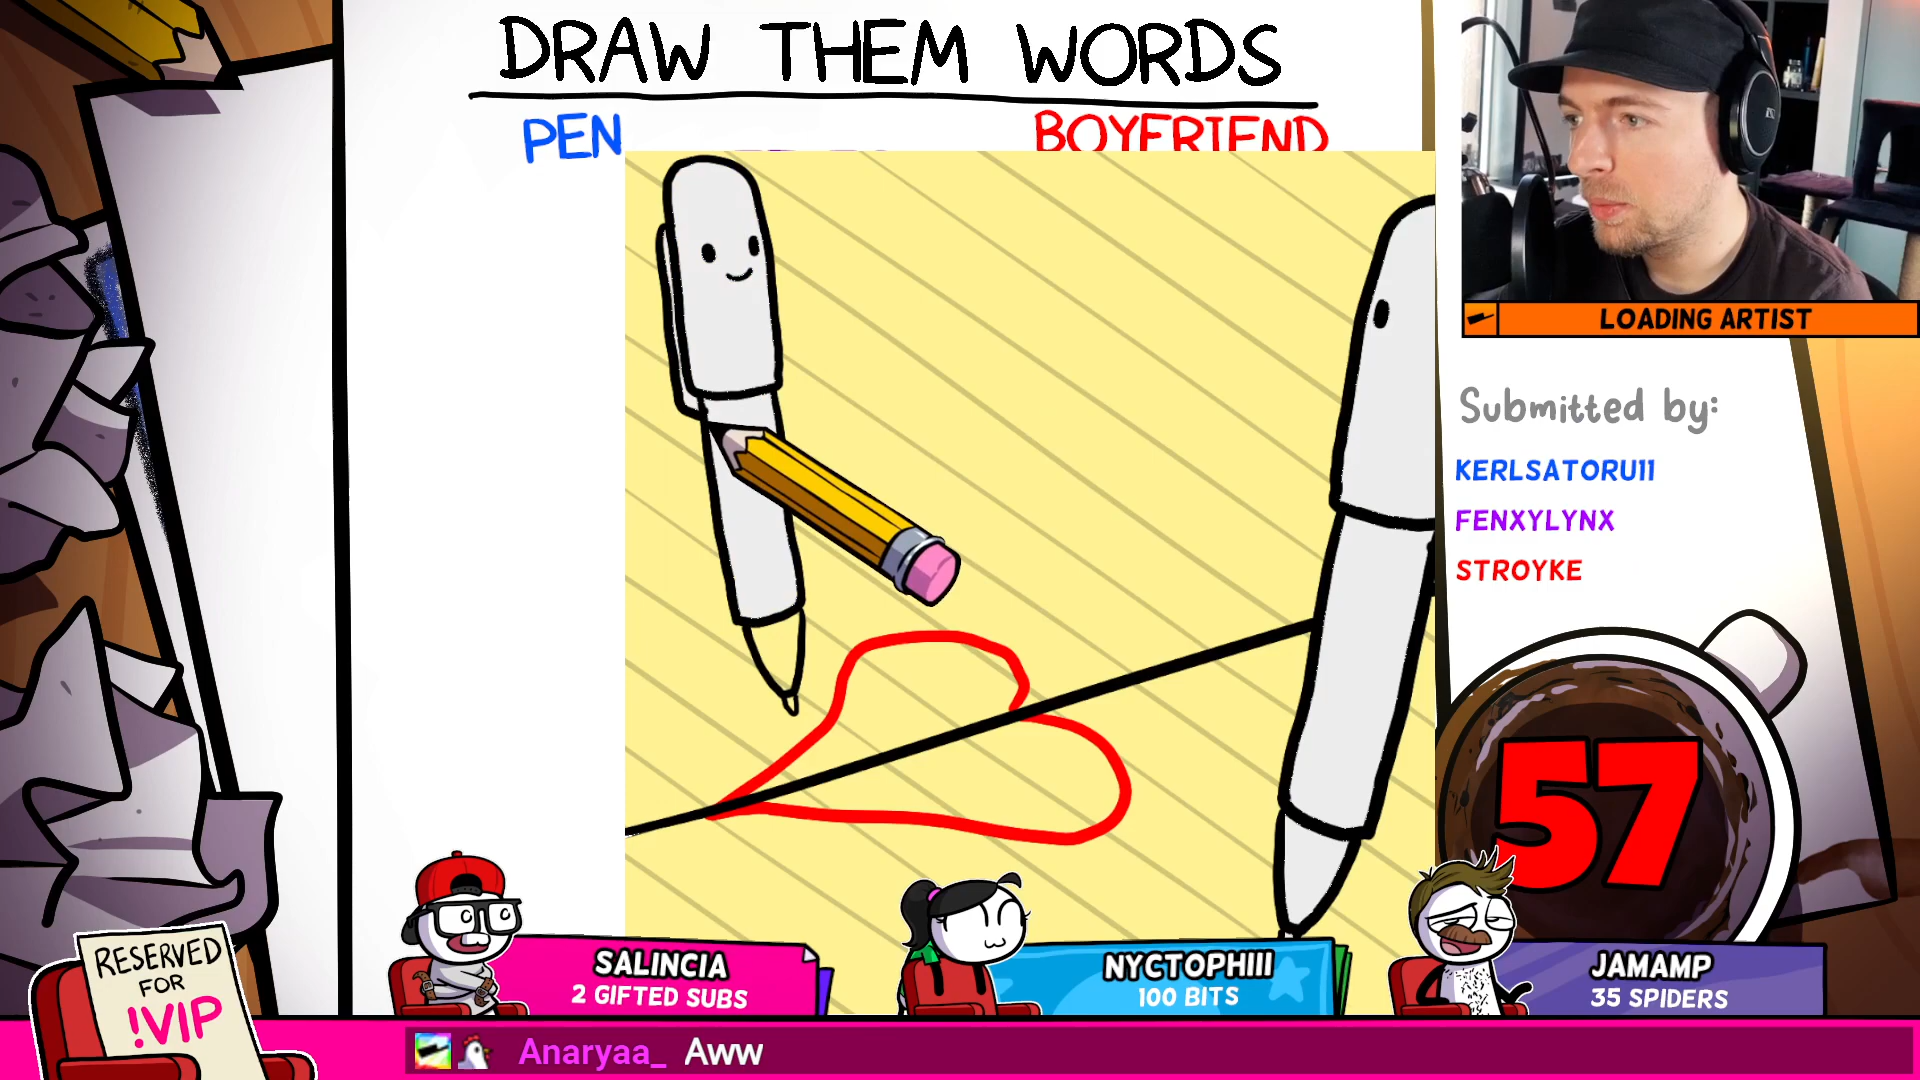 DRAW THEM WORDS
PEN
BOYFRIEND
LOADING ARTIST
Submitted by:
KERLSATORU11
FENXYLYNX
STROYKE
57
RESERVED
FOR
!VIP
SALINCIA
2 GIFTED SUBS
NYCTOPHIII
100 BITS
JAMAMP
35 SPIDERS
Anaryaa_ Aww